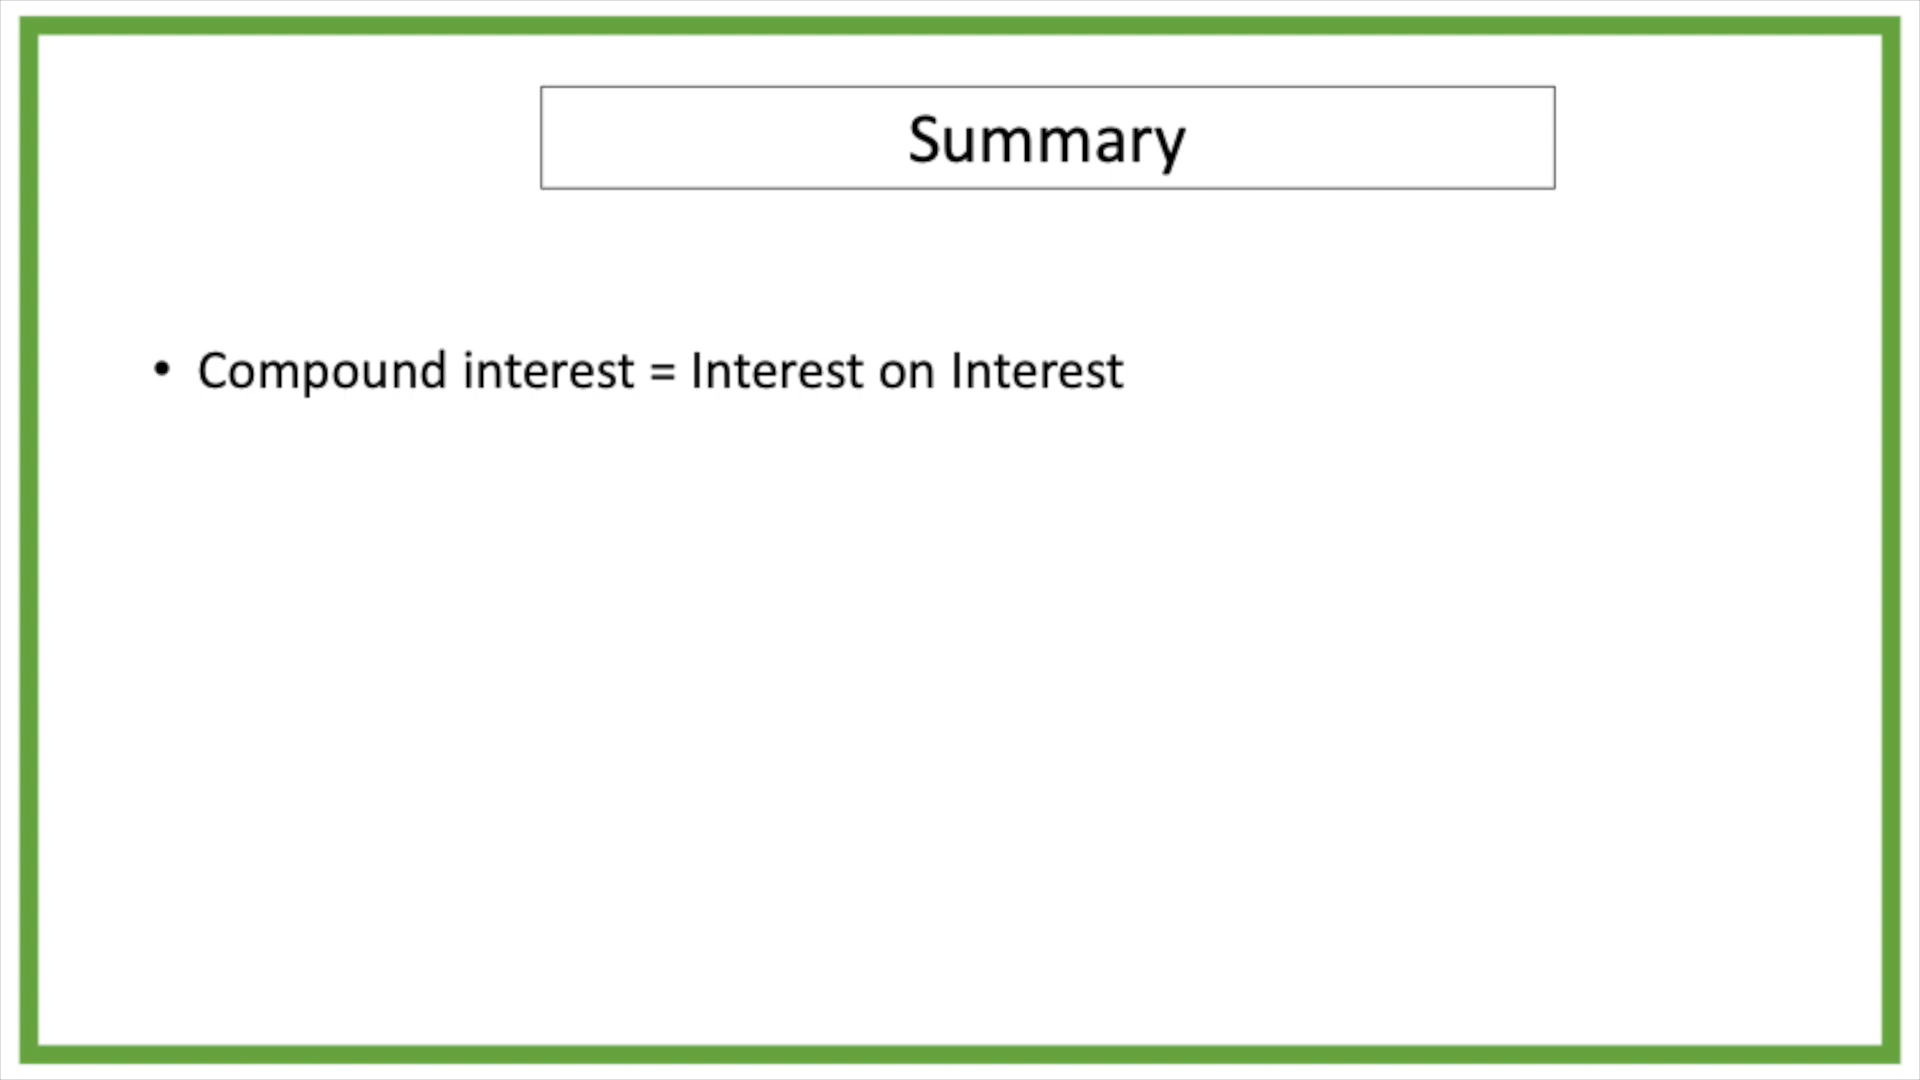 Summary
• Compound interest = Interest on Interest